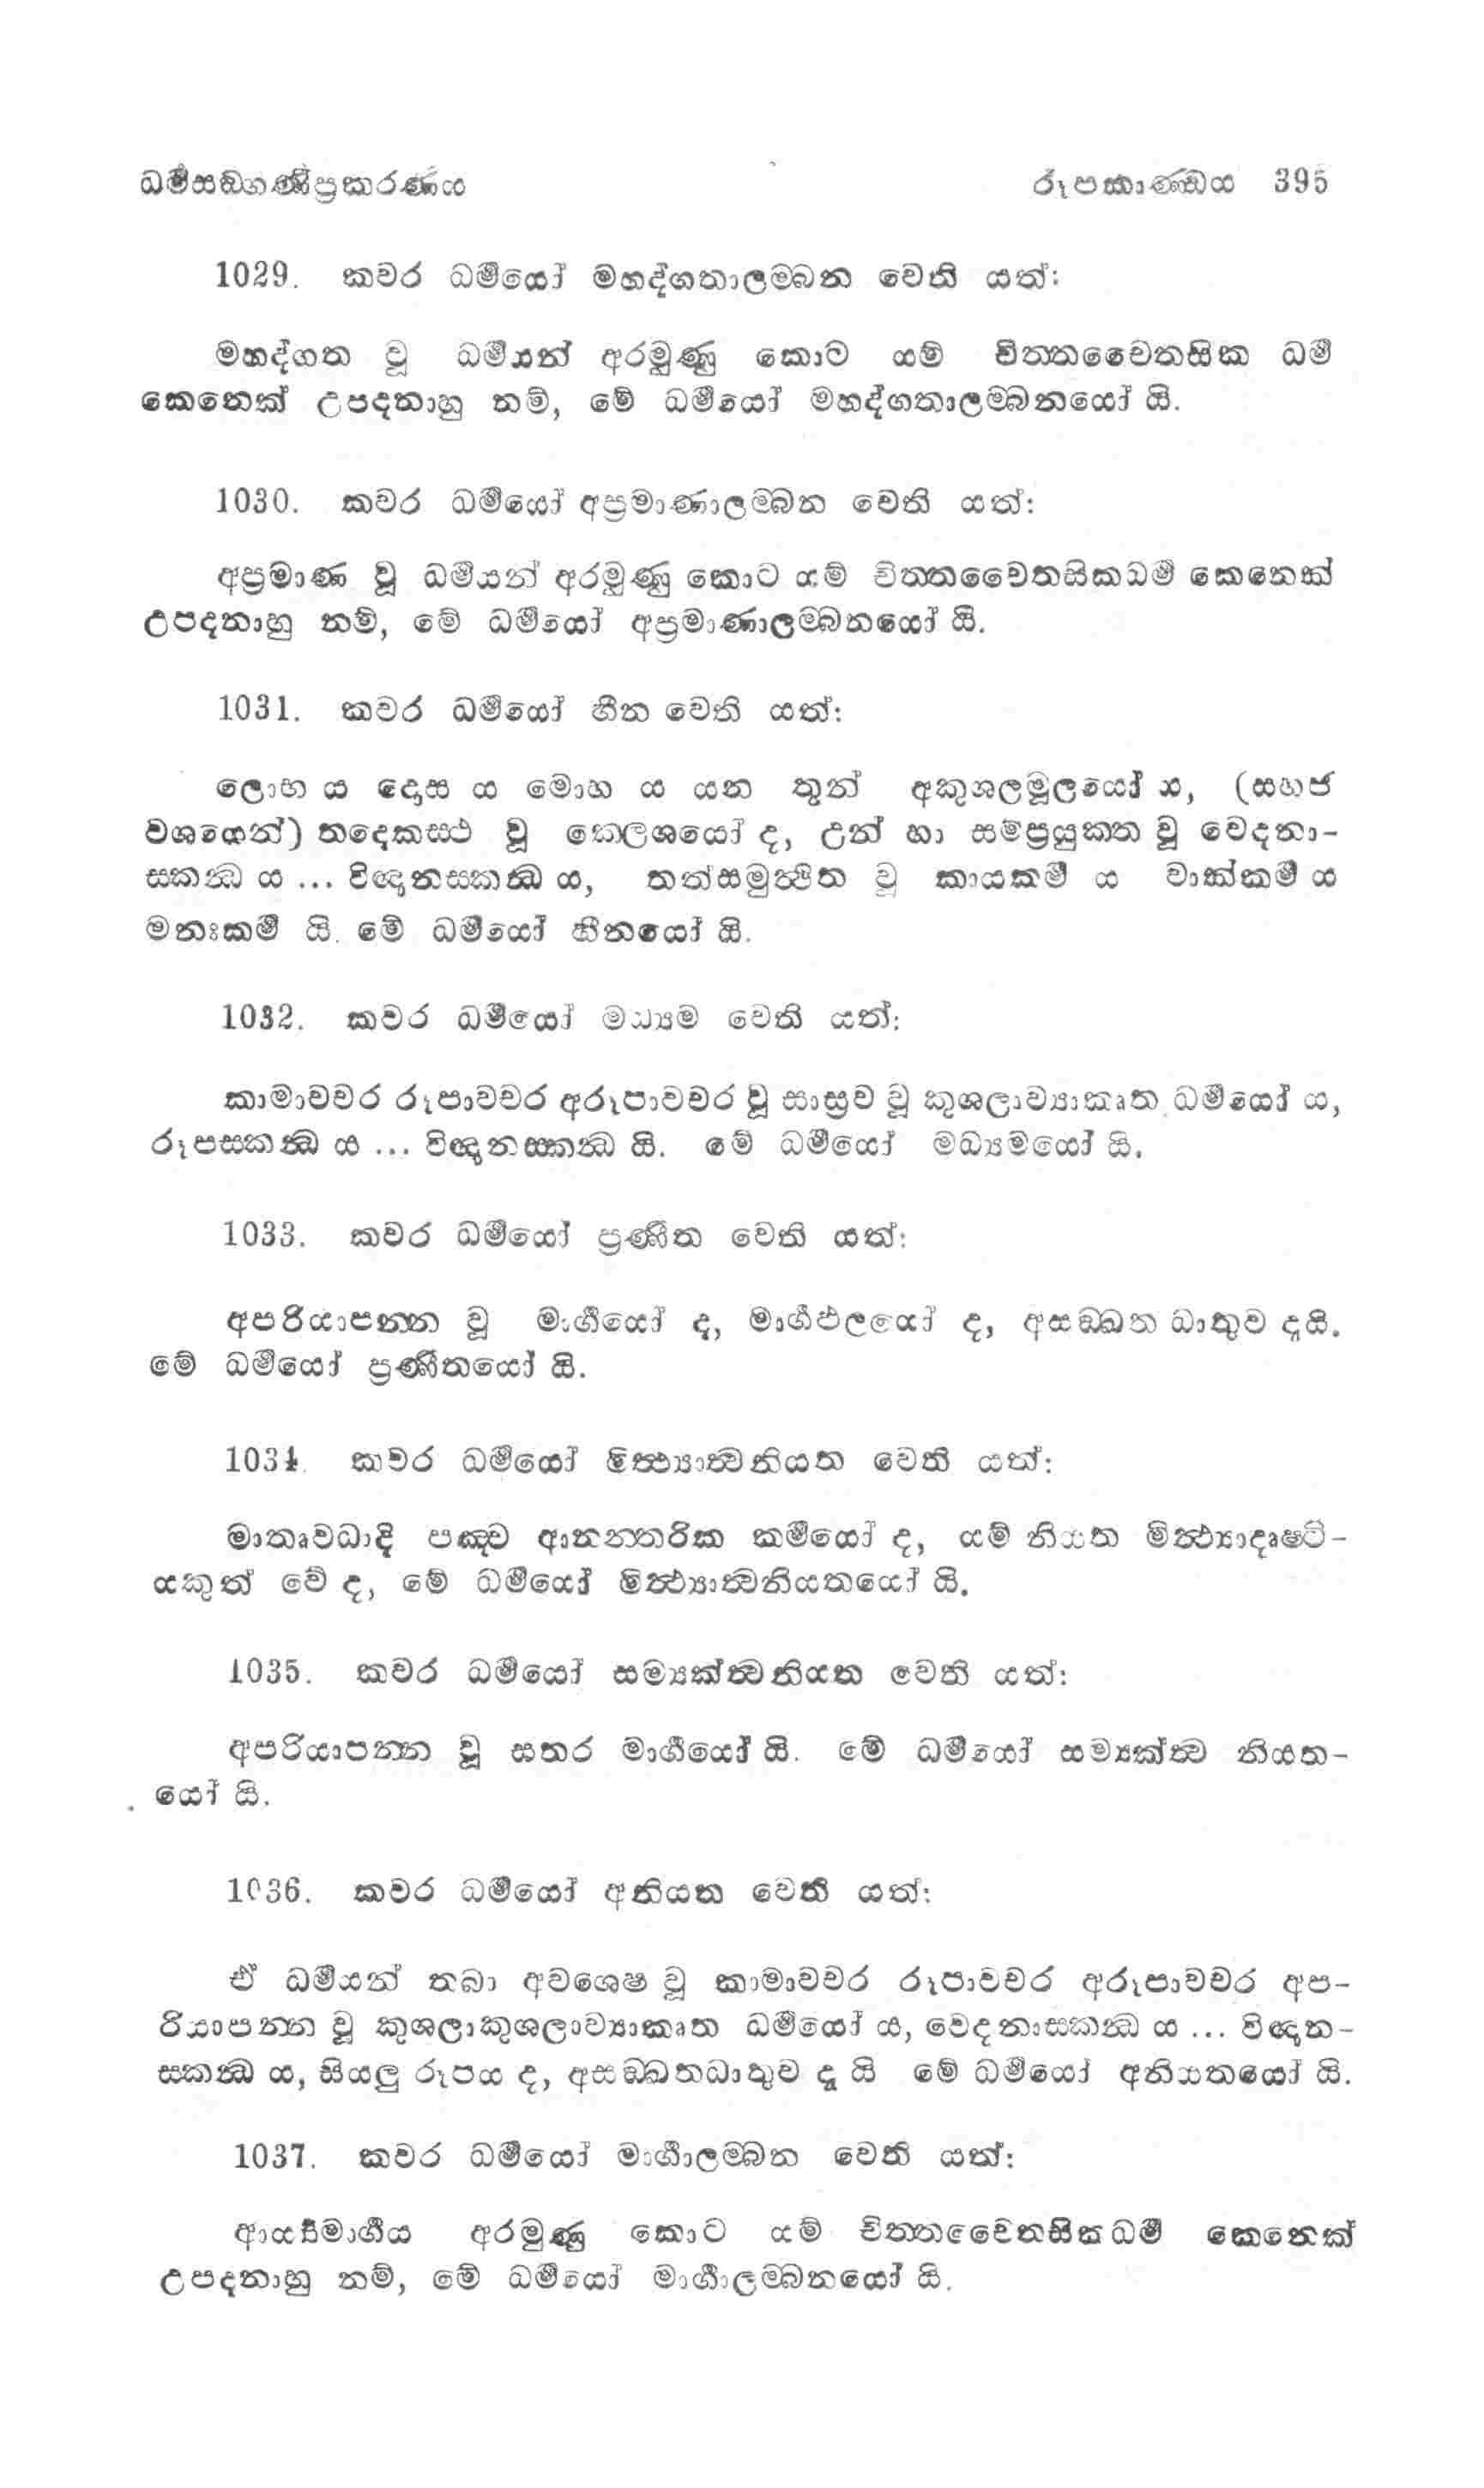 ධර්මසඞ්ගණීප්‍රකරණය රූපකාණ්ඩය 395
1029. කවර ධර්මයෝ මහද්ගතාලම්බන වෙති යත්:
මහද්ගත වූ ධර්මයන් අරමුණු කොට යම් චිත්තචෛතසික ධර්ම
කෙනෙක් උපදනාහු නම්, මේ ධර්මයෝ මහද්ගතාලම්බනයෝ යි.
1030. කවර ධර්මයෝ අප්‍රමාණාලම්බන වෙති යත්:
අප්‍රමාණ වූ ධර්මයන් අරමුණු කොට යම් චිත්තචෛතසිකධර්ම කෙනෙක්
උපදනාහු නම්, මේ ධර්මයෝ අප්‍රමාණාලම්බනයෝ යි.
1031. කවර ධර්මයෝ හීන වෙති යත්:
ලොභ ය දොස ය මොහ ය යන තුන් අකුශලමූලයෝ ය, (සහජ
වශයෙන්) තදෙකස්ථ වූ කෙලශයෝ ද, උන් හා සම්ප්‍රයුක්ත වූ වේදනා-
ස්කන්ධ ය ... විඥානස්කන්ධ ය, තත්සමුත්ථිත වූ කායකර්ම ය වාක්කර්ම ය
මනඃකර්ම යි. මේ ධර්මයෝ හීනයෝ යි.
1032. කවර ධර්මයෝ මධ්‍යම වෙති යත්:
කාමාවචර රූපාවචර අරූපාවචර වූ සාස්‍රව වූ කුශලාව්‍යාකෘත ධර්මයෝ ය,
රූපස්කන්ධ ය ... විඥානස්කන්ධ යි. මේ ධර්මයෝ මධ්‍යමයෝ යි.
1033. කවර ධර්මයෝ ප්‍රණීත වෙති යත්:
අපරියාපන්න වූ මාර්ගයෝ ද, මාර්ගඵලයෝ ද, අසඞ්ඛත ධාතුව දැයි.
මේ ධර්මයෝ ප්‍රණීතයෝ යි.
1034. කවර ධර්මයෝ මිත්‍ථ්‍යාත්වනියත වෙති යත්:
මාතෘවධාදි පඤ්ච ආනන්තරික කර්මයෝ ද, යම් නියත මිත්‍ථ්‍යාදෘෂ්ටි-
යකුත් වේ ද, මේ ධර්මයෝ මිත්‍ථ්‍යාත්වනියතයෝ යි.
1035. කවර ධර්මයෝ සම්‍යක්ත්වනියත වෙති යත්:
අපරියාපන්න වූ සතර මාර්ගයෝ යි. මේ ධර්මයෝ සම්‍යක්ත්ව නියත-
යෝ යි.
1036. කවර ධර්මයෝ අනියත වෙති යත්:
ඒ ධර්මයන් තබා අවශෙෂ වූ කාමාවචර රූපාවචර අරූපාවචර අප-
රියාපන්න වූ කුශලාකුශලාව්‍යාකෘත ධර්මයෝ ය, වේදනාස්කන්ධ ය ... විඥාන-
ස්කන්ධ ය, සියලු රූපය ද, අසඞ්ඛතධාතුව ද යි මේ ධර්මයෝ අනියතයෝ යි.
1037. කවර ධර්මයෝ මාර්ගාලම්බන වෙති යත්:
ආර්‍ය්‍යමාර්ගය අරමුණු කොට යම් චිත්තචෛතසිකධර්ම කෙනෙක්
උපදනාහු නම්, මේ ධර්මයෝ මාර්ගාලම්බනයෝ යි.